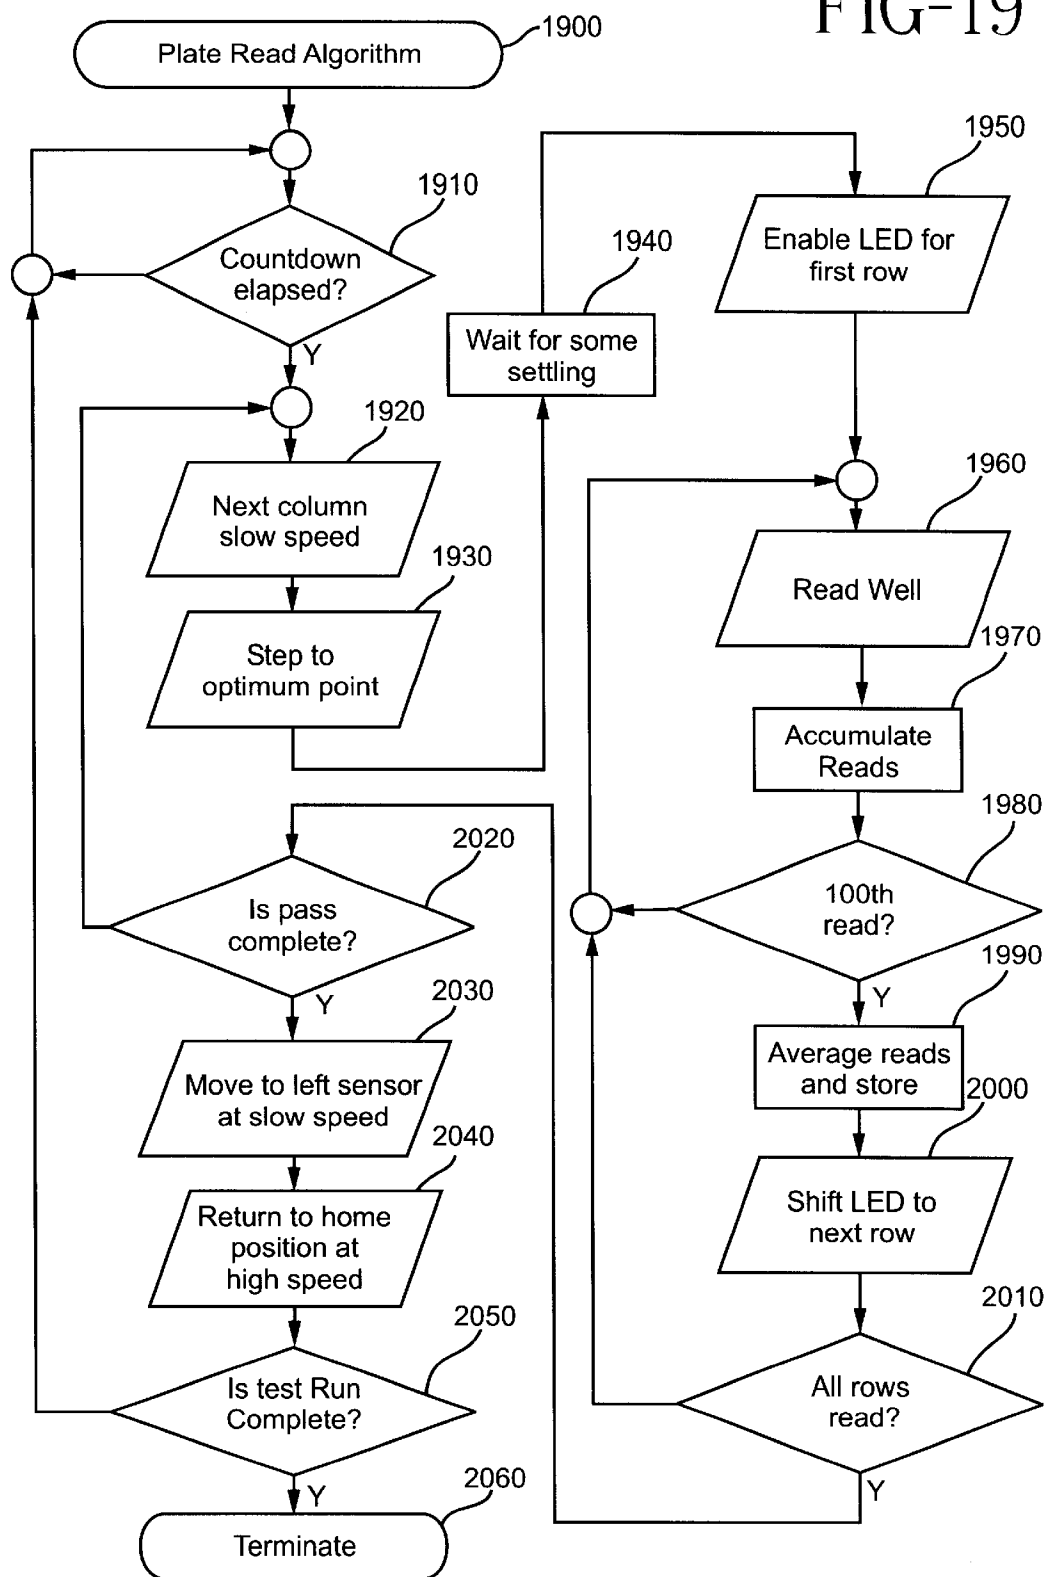 FIG-19
Plate Read Algorithm
1900
1910
Countdown
elapsed?
Y
1920
Next column
slow speed
1930
Step to
optimum point
1940
Wait for some
settling
1950
Enable LED for
first row
1960
Read Well
1970
Accumulate
Reads
1980
100th
read?
Y
1990
Average reads
and store
2000
Shift LED to
next row
2010
All rows
read?
Y
2020
Is pass
complete?
Y
2030
Move to left sensor
at slow speed
2040
Return to home
position at
high speed
2050
Is test Run
Complete?
Y
2060
Terminate